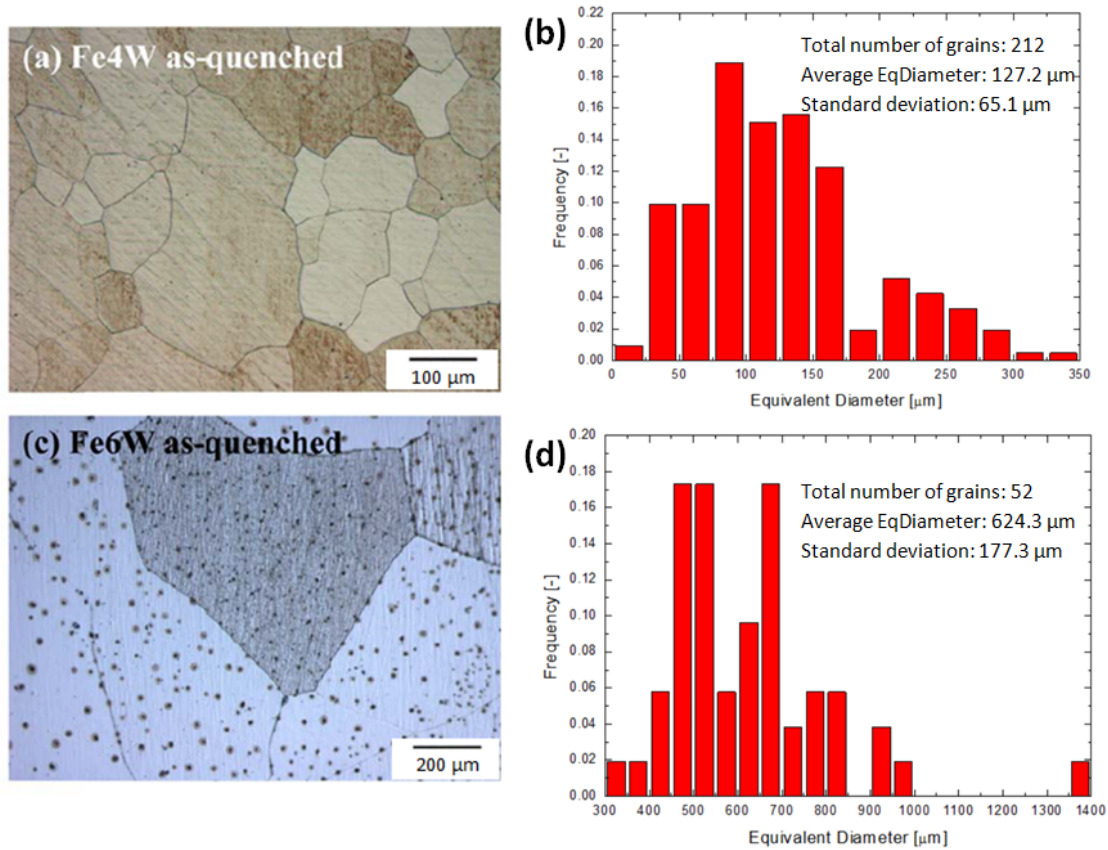 (a) Fe4W as-quenched
100 μm
(b)
Total number of grains: 212
Average EqDiameter: 127.2 μm
Standard deviation: 65.1 μm
Frequency [-]
0.22
0.20
0.18
0.16
0.14
0.12
0.10
0.08
0.06
0.04
0.02
0.00
0 50 100 150 200 250 300 350
Equivalent Diameter [μm]
(c) Fe6W as-quenched
200 μm
(d)
Total number of grains: 52
Average EqDiameter: 624.3 μm
Standard deviation: 177.3 μm
Frequency [-]
0.20
0.18
0.16
0.14
0.12
0.10
0.08
0.06
0.04
0.02
0.00
300 400 500 600 700 800 900 1000 1100 1200 1300 1400
Equivalent Diameter [μm]